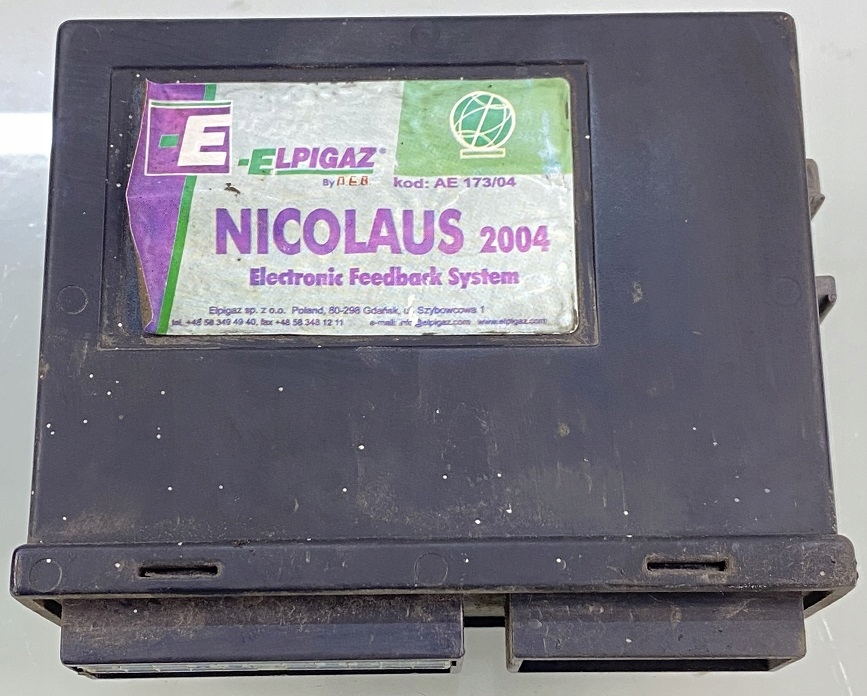 E
ELPIGAZ®
By AEB kod: AE 173/04
NICOLAUS 2004
Electronic Feedback System
Elpigaz sp. z o.o. Poland, 80-298 Gdańsk, ul. Szybowcowa 1
tel. +48 58 349 49 40, fax +48 58 348 12 11 e-mail: info@elpigaz.com www.elpigaz.com